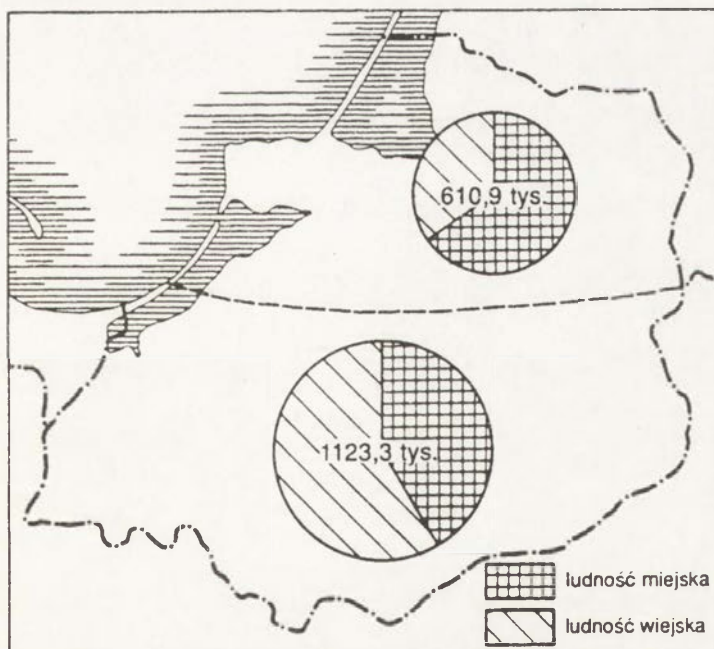 610,9 tys.
1123,3 tys.
ludność miejska
ludność wiejska